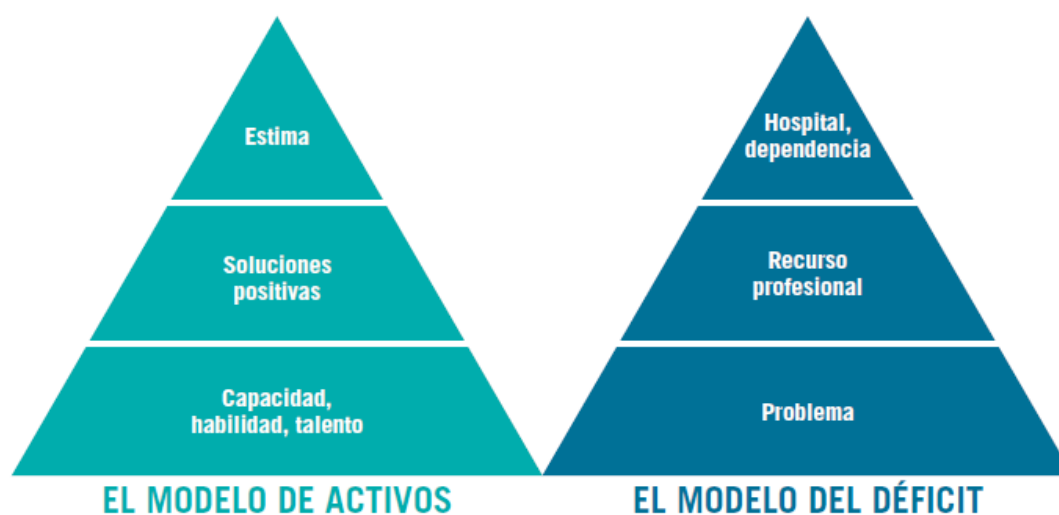 Estima
Soluciones
positivas
Capacidad,
habilidad, talento
EL MODELO DE ACTIVOS
Hospital,
dependencia
Recurso
profesional
Problema
EL MODELO DEL DÉFICIT